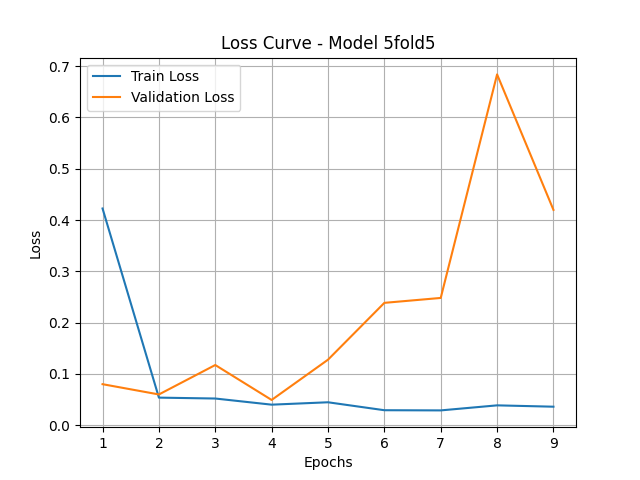 Loss Curve - Model 5fold5
Train Loss
Validation Loss
0.7
0.6
0.5
0.4
0.3
0.2
0.1
0.0
Loss
1 2 3 4 5 6 7 8 9
Epochs